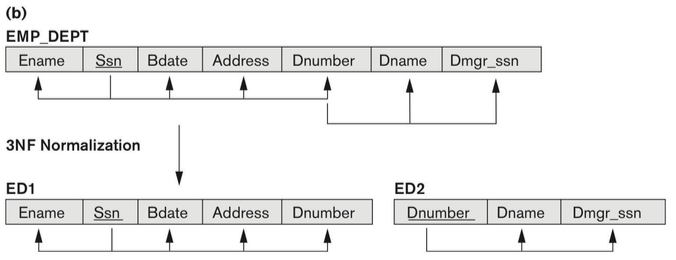 (b)
EMP_DEPT
Ename Ssn Bdate Address Dnumber Dname Dmgr_ssn
3NF Normalization
ED1 ED2
Ename Ssn Bdate Address Dnumber Dnumber Dname Dmgr_ssn